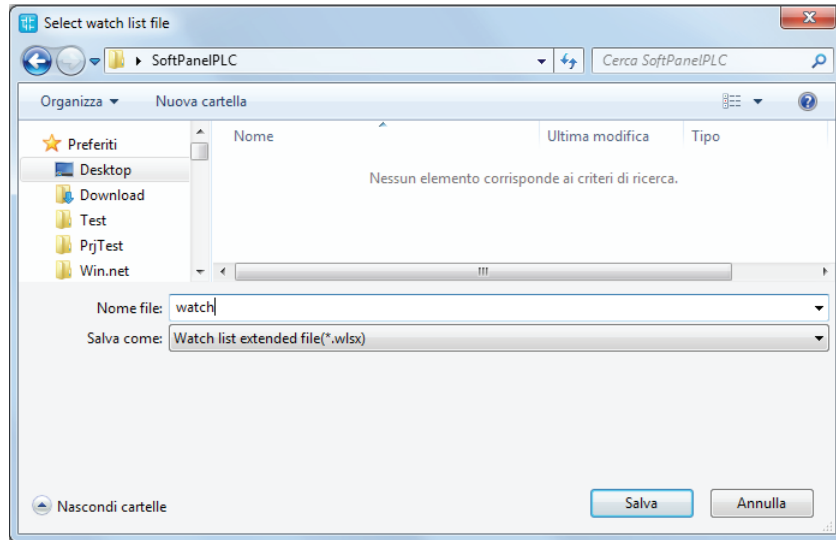 Select watch list file
SoftPanelPLC
Cerca SoftPanelPLC
Organizza
Nuova cartella
Preferiti
Desktop
Download
Test
PrjTest
Win.net
Nome
Ultima modifica
Tipo
Nessun elemento corrisponde ai criteri di ricerca.
Nome file: watch
Salva come: Watch list extended file(*.wlsx)
Nascondi cartelle
Salva
Annulla